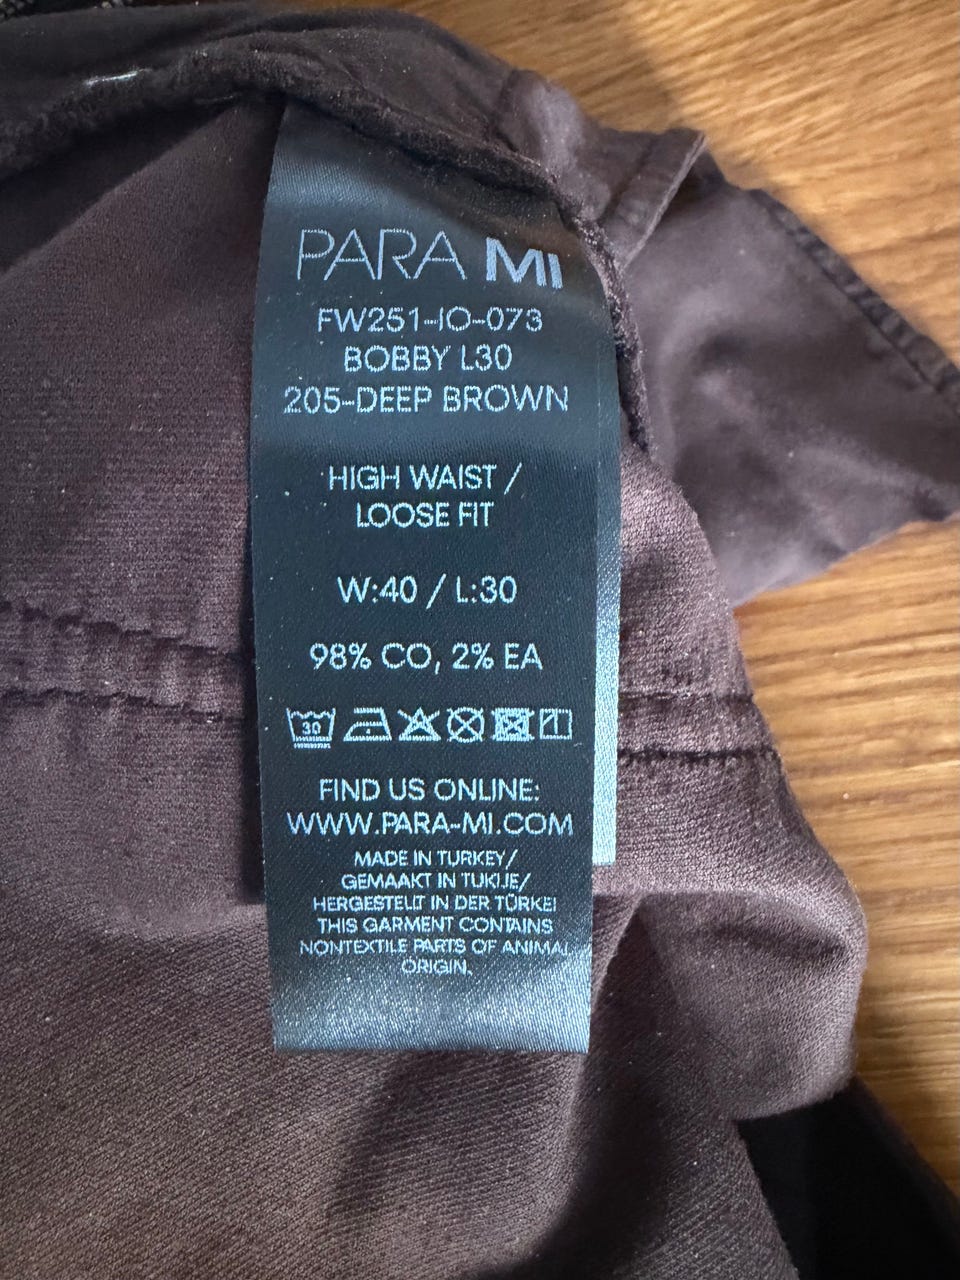 PARA MI
FW251-IO-073
BOBBY L30
205-DEEP BROWN
HIGH WAIST /
LOOSE FIT
W:40 / L:30
98% CO, 2% EA
30
FIND US ONLINE:
WWW.PARA-MI.COM
MADE IN TURKEY/
GEMAAKT IN TUKIJE/
HERGESTELLT IN DER TÜRKEI
THIS GARMENT CONTAINS
NONTEXTILE PARTS OF ANIMAL
ORIGIN.